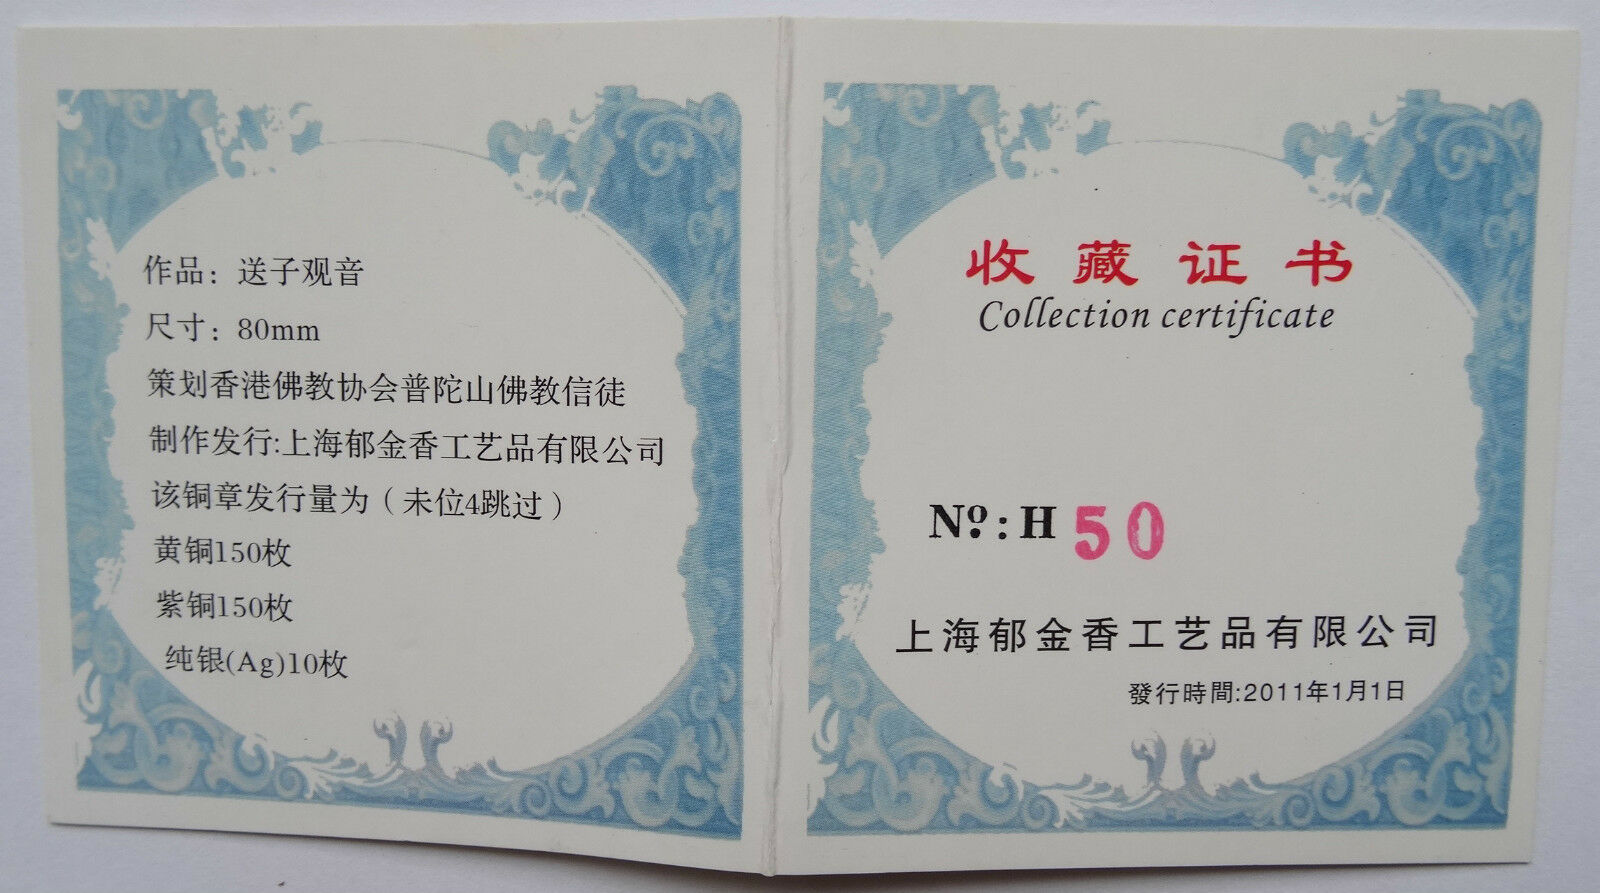 作品：送子观音
尺寸：80mm
策划香港佛教协会普陀山佛教信徒
制作发行:上海郁金香工艺品有限公司
该铜章发行量为（未位4跳过）
黄铜150枚
紫铜150枚
纯银(Ag)10枚
收藏证书
Collection certificate
Nº:H 50
上海郁金香工艺品有限公司
發行時間:2011年1月1日